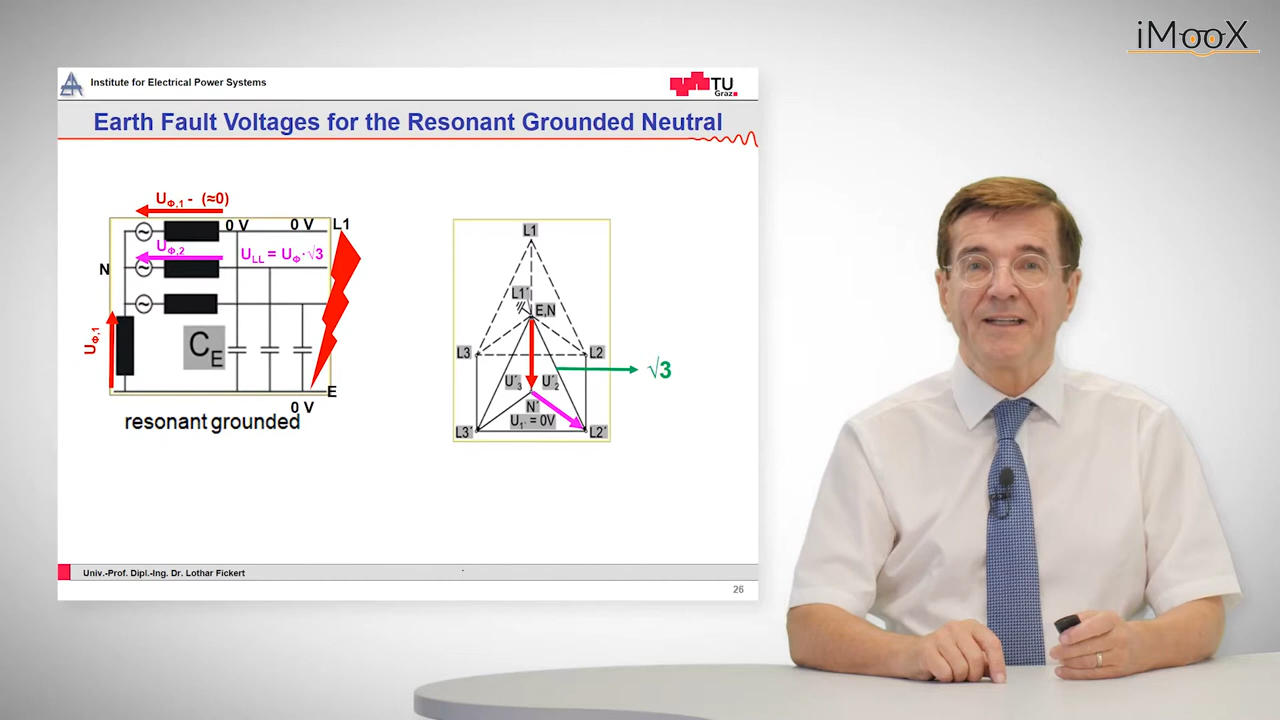 iMooX
Institute for Electrical Power Systems
TU
Graz
Earth Fault Voltages for the Resonant Grounded Neutral
UΦ,1 - (≈0)
0 V
0 V
L1
UΦ,2
ULL = UΦ·√3
N
UΦ,1
CE
E
0 V
resonant grounded
L1
L1´
E,N
L3
L2
√3
U´3
U´2
N´
U1´ = 0V
L3´
L2´
Univ.-Prof. Dipl.-Ing. Dr. Lothar Fickert
26